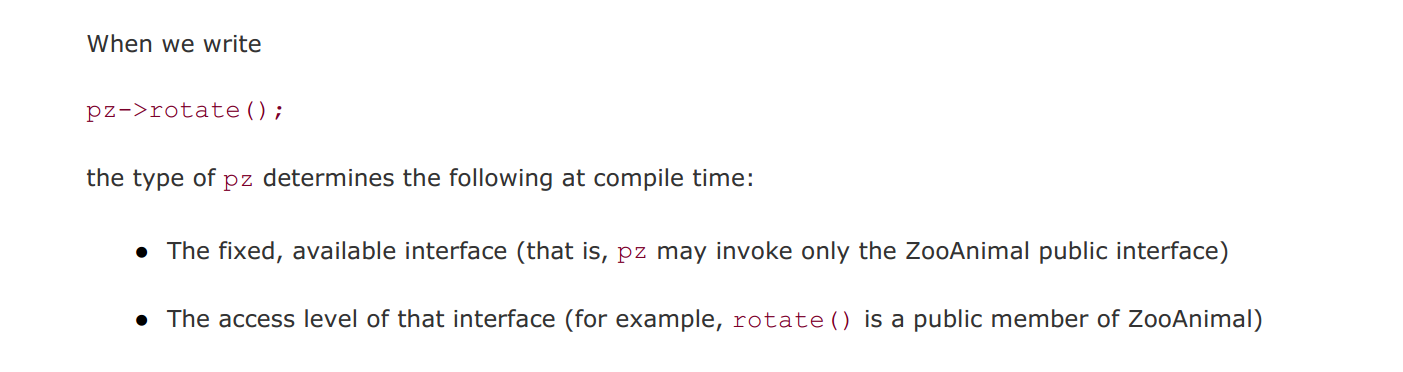 When we write
pz->rotate();
the type of pz determines the following at compile time:
● The fixed, available interface (that is, pz may invoke only the ZooAnimal public interface)
● The access level of that interface (for example, rotate() is a public member of ZooAnimal)